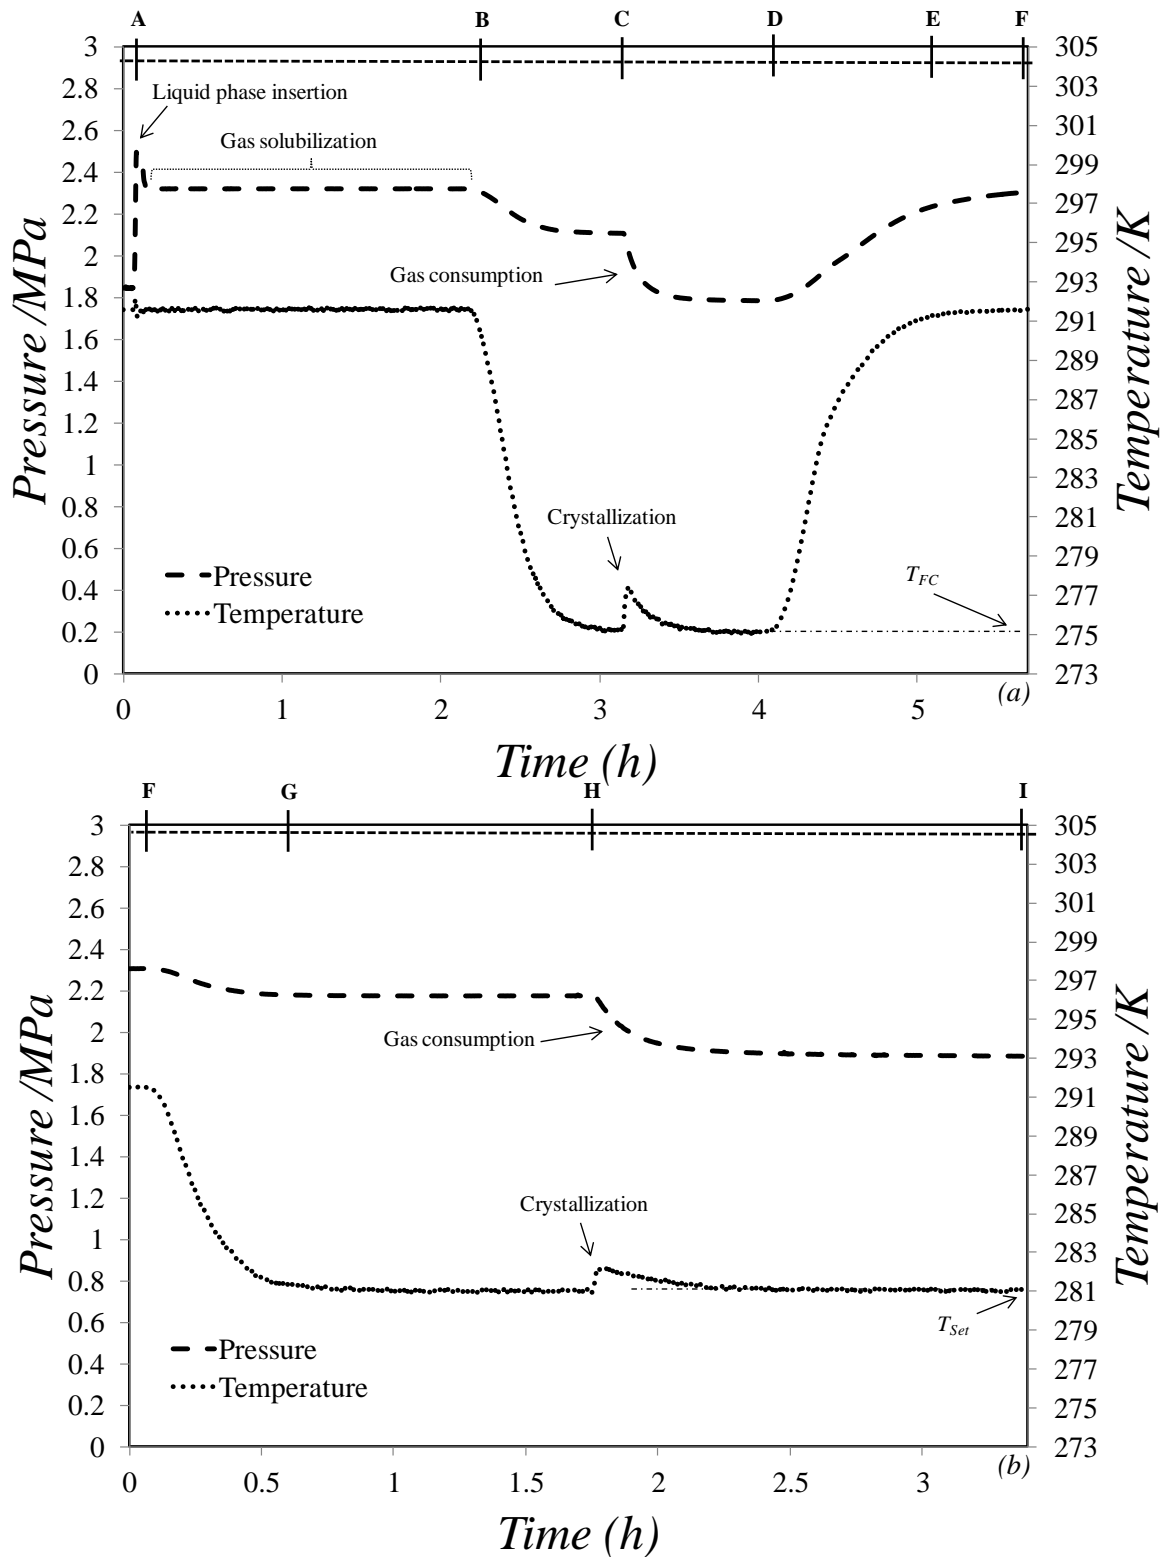 A B C D E F
3 305
2.8 303
2.6 301
2.4 299
2.2 297
2 295
1.8 293
1.6 291
1.4 289
1.2 287
1 285
0.8 283
0.6 281
0.4 279
0.2 277
0 275
273
Liquid phase insertion
Gas solubilization
Gas consumption
Crystallization
Pressure
Temperature
T_FC
(a)
Pressure /MPa
Temperature /K
0 1 2 3 4 5
Time (h)
F G H I
3 305
2.8 303
2.6 301
2.4 299
2.2 297
2 295
1.8 293
1.6 291
1.4 289
1.2 287
1 285
0.8 283
0.6 281
0.4 279
0.2 277
0 275
273
Gas consumption
Crystallization
T_Set
Pressure
Temperature
(b)
Pressure /MPa
Temperature /K
0 0.5 1 1.5 2 2.5 3
Time (h)